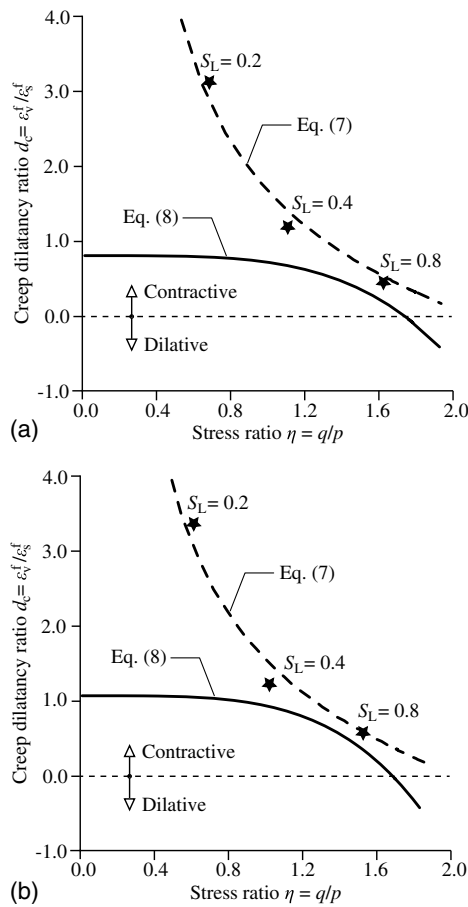 4.0
3.0
2.0
1.0
0.0
-1.0
Creep dilatancy ratio d_c = ε_v^f/ε_s^f
S_L = 0.2
Eq. (7)
S_L = 0.4
Eq. (8)
S_L = 0.8
Contractive
Dilative
0.0 0.4 0.8 1.2 1.6 2.0
(a)
Stress ratio η = q/p
4.0
3.0
2.0
1.0
0.0
-1.0
Creep dilatancy ratio d_c = ε_v^f/ε_s^f
S_L = 0.2
Eq. (7)
Eq. (8)
S_L = 0.4
S_L = 0.8
Contractive
Dilative
0.0 0.4 0.8 1.2 1.6 2.0
(b)
Stress ratio η = q/p